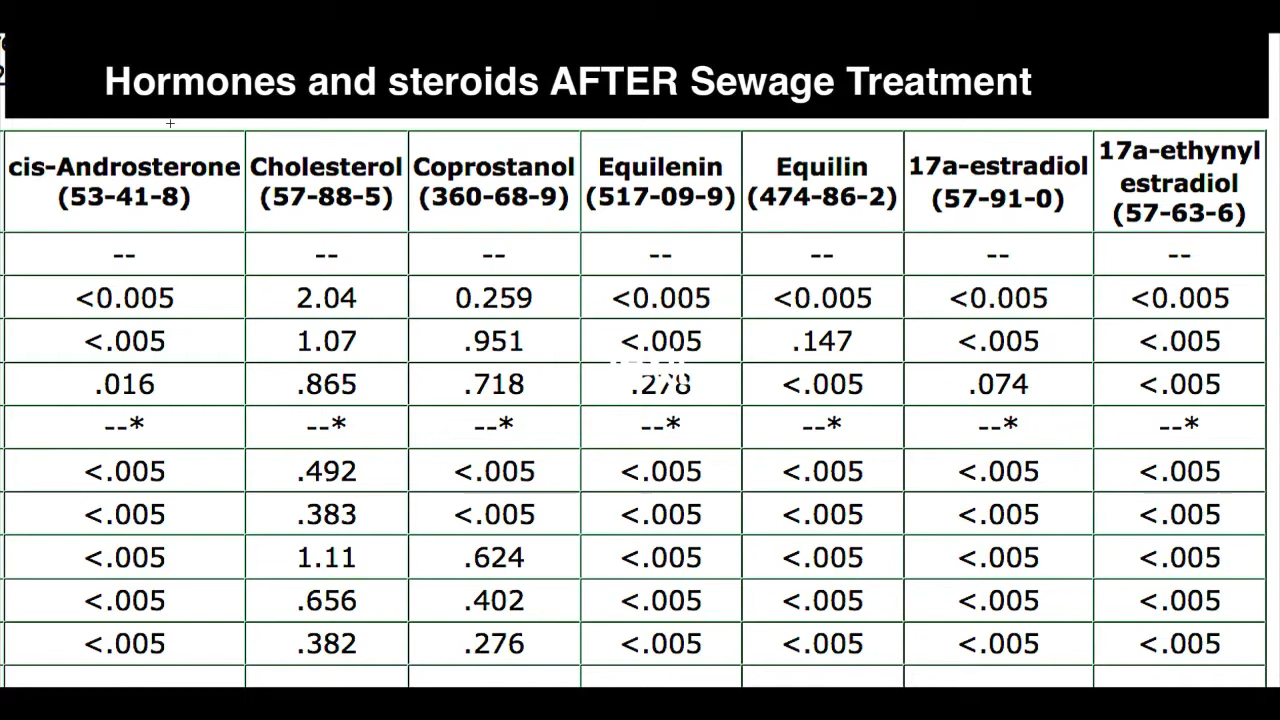 Hormones and steroids AFTER Sewage Treatment
cis-Androsterone Cholesterol Coprostanol Equilenin Equilin 17a-estradiol 17a-ethynyl estradiol
(53-41-8) (57-88-5) (360-68-9) (517-09-9) (474-86-2) (57-91-0) (57-63-6)
-- -- -- -- -- -- --
<0.005 2.04 0.259 <0.005 <0.005 <0.005 <0.005
<.005 1.07 .951 <.005 .147 <.005 <.005
.016 .865 .718 .278 <.005 .074 <.005
--* --* --* --* --* --* --*
<.005 .492 <.005 <.005 <.005 <.005 <.005
<.005 .383 <.005 <.005 <.005 <.005 <.005
<.005 1.11 .624 <.005 <.005 <.005 <.005
<.005 .656 .402 <.005 <.005 <.005 <.005
<.005 .382 .276 <.005 <.005 <.005 <.005